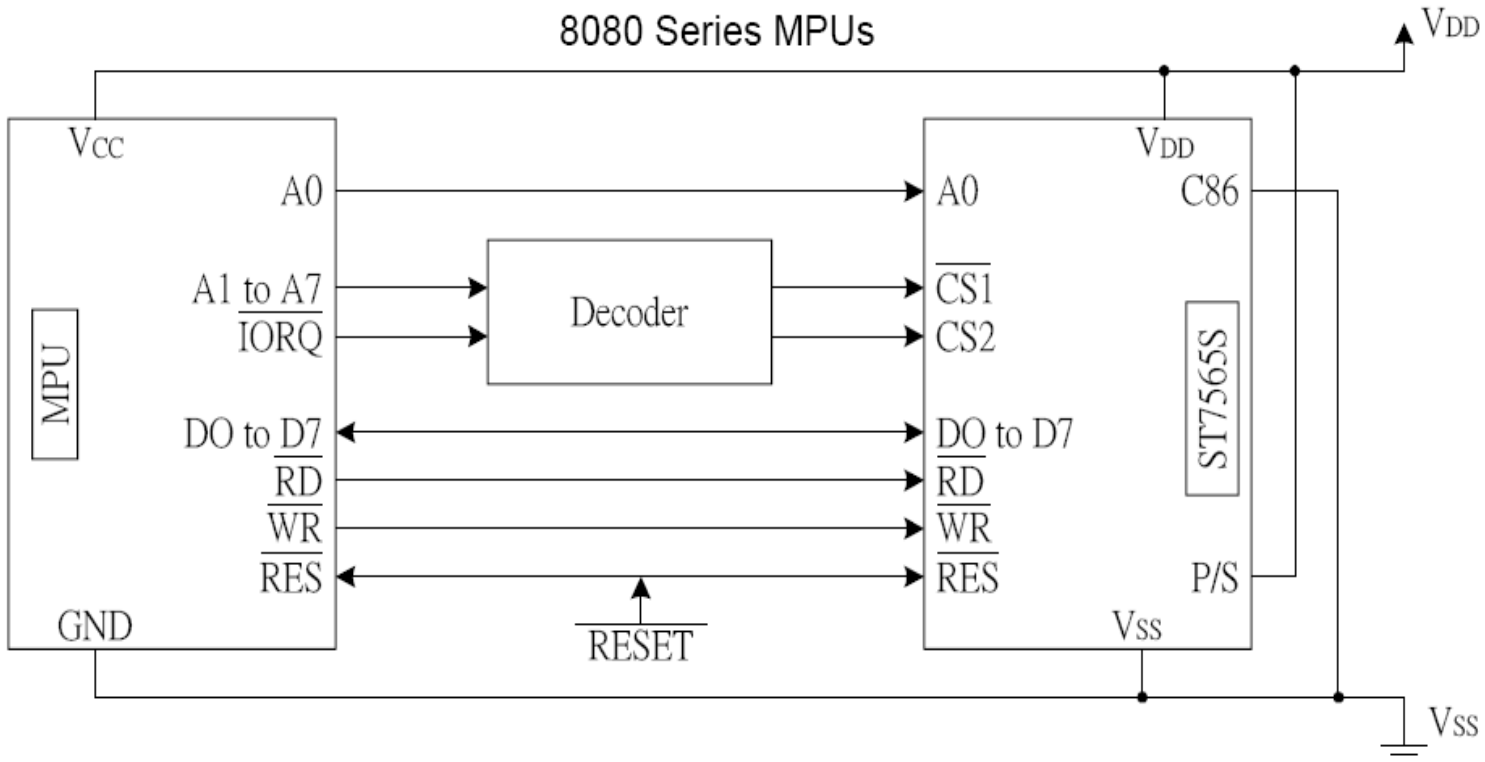 8080 Series MPUs
VDD
VCC
VDD
A0
A0
C86
A1 to A7
IORQ
Decoder
CS1
CS2
MPU
ST7565S
DO to D7
DO to D7
RD
RD
WR
WR
RES
RES
P/S
GND
RESET
VSS
VSS